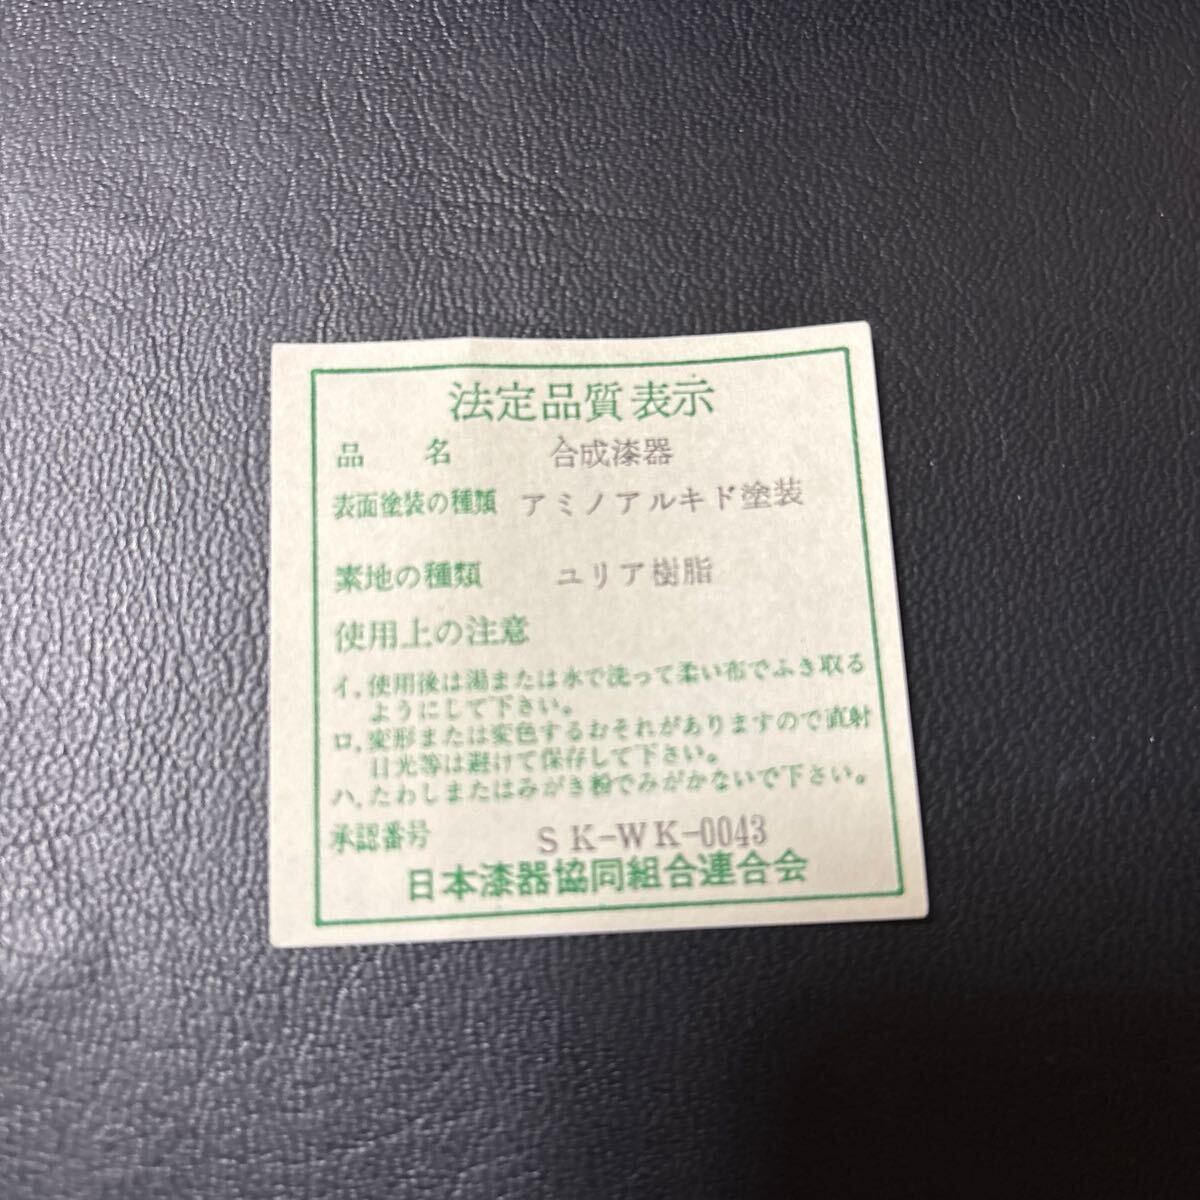 法定品質表示
品名 合成漆器
表面塗装の種類 アミノアルキド塗装
素地の種類 ユリア樹脂
使用上の注意
イ.使用後は湯または水で洗って柔い布でふき取る
ようにして下さい。
ロ.変形または変色するおそれがありますので直射
日光等は避けて保存して下さい。
ハ.たわしまたはみがき粉でみがかないで下さい。
承認番号 SK-WK-0043
日本漆器協同組合連合会